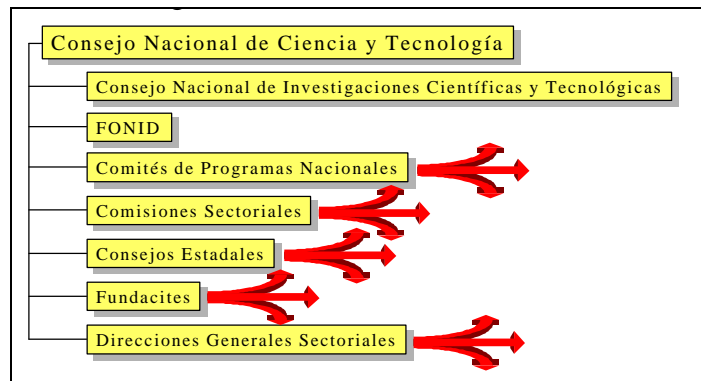 Consejo Nacional de Ciencia y Tecnología
Consejo Nacional de Investigaciones Científicas y Tecnológicas
FONID
Comités de Programas Nacionales
Comisiones Sectoriales
Consejos Estadales
Fundacites
Direcciones Generales Sectoriales